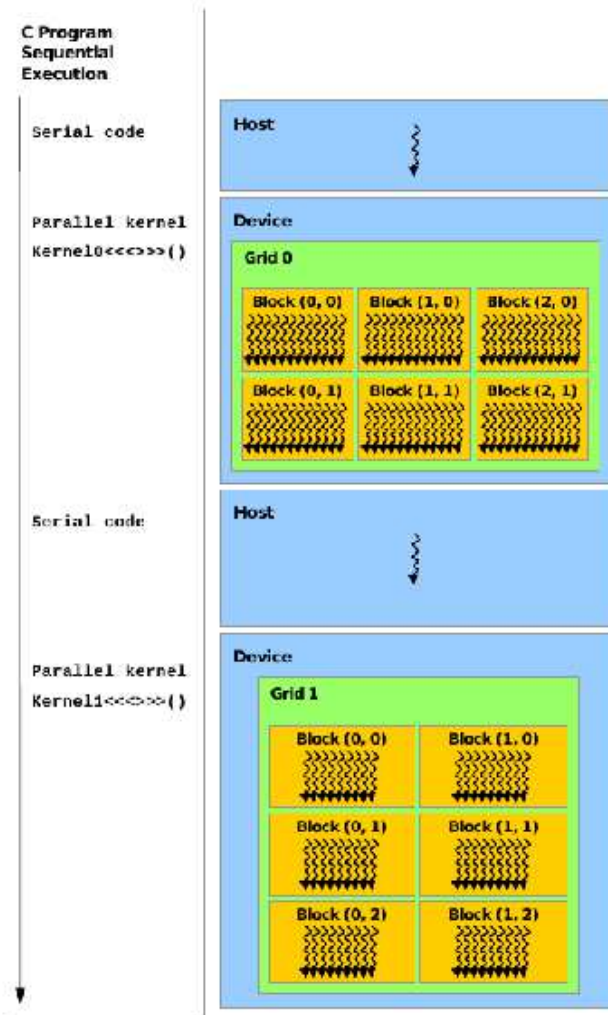 C Program
Sequential
Execution
Serial code
Host
Parallel kernel
Kernel0<<<>>>()
Device
Grid 0
Block (0, 0)
Block (1, 0)
Block (2, 0)
Block (0, 1)
Block (1, 1)
Block (2, 1)
Serial code
Host
Parallel kernel
Kernel1<<<>>>()
Device
Grid 1
Block (0, 0)
Block (1, 0)
Block (0, 1)
Block (1, 1)
Block (0, 2)
Block (1, 2)